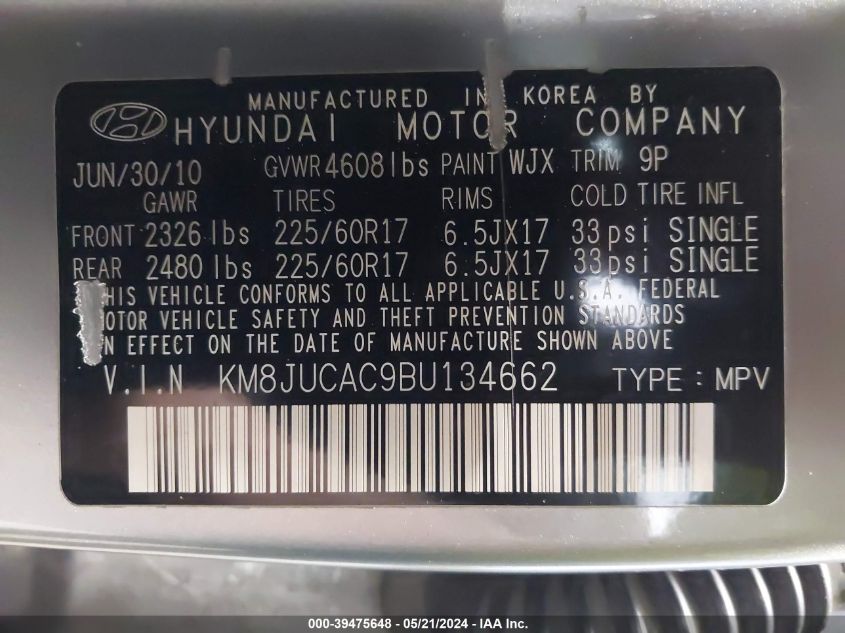 MANUFACTURED IN KOREA BY
HYUNDAI MOTOR COMPANY
JUN/30/10 GVWR 4608 lbs PAINT WJX TRIM 9P
GAWR TIRES RIMS COLD TIRE INFL
FRONT 2326 lbs 225/60R17 6.5JX17 33psi SINGLE
REAR 2480 lbs 225/60R17 6.5JX17 33psi SINGLE
HIS VEHICLE CONFORMS TO ALL APPLICABLE U.S.A. FEDERAL
OTOR VEHICLE SAFETY AND THEFT PREVENTION STANDARDS
N EFFECT ON THE DATE OF MANUFACTURE SHOWN ABOVE
V.I.N KM8JUCAC9BU134662 TYPE : MPV
000-39475648 - 05/21/2024 - IAA Inc.